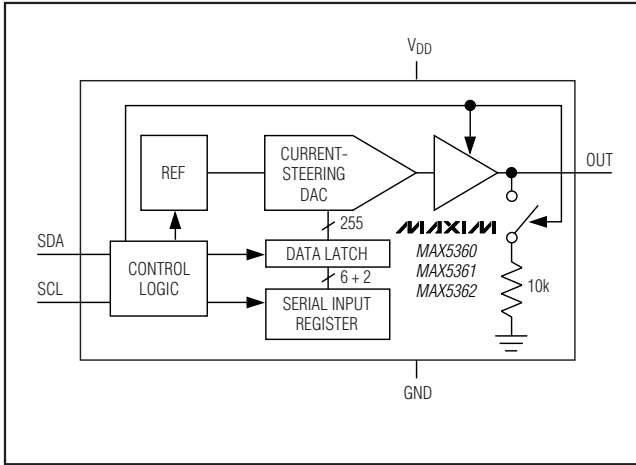 VDD
REF
CURRENT-
STEERING
DAC
OUT
255
SDA
CONTROL
LOGIC
DATA LATCH
MAXIM
MAX5360
MAX5361
MAX5362
6 + 2
SCL
SERIAL INPUT
REGISTER
10k
GND